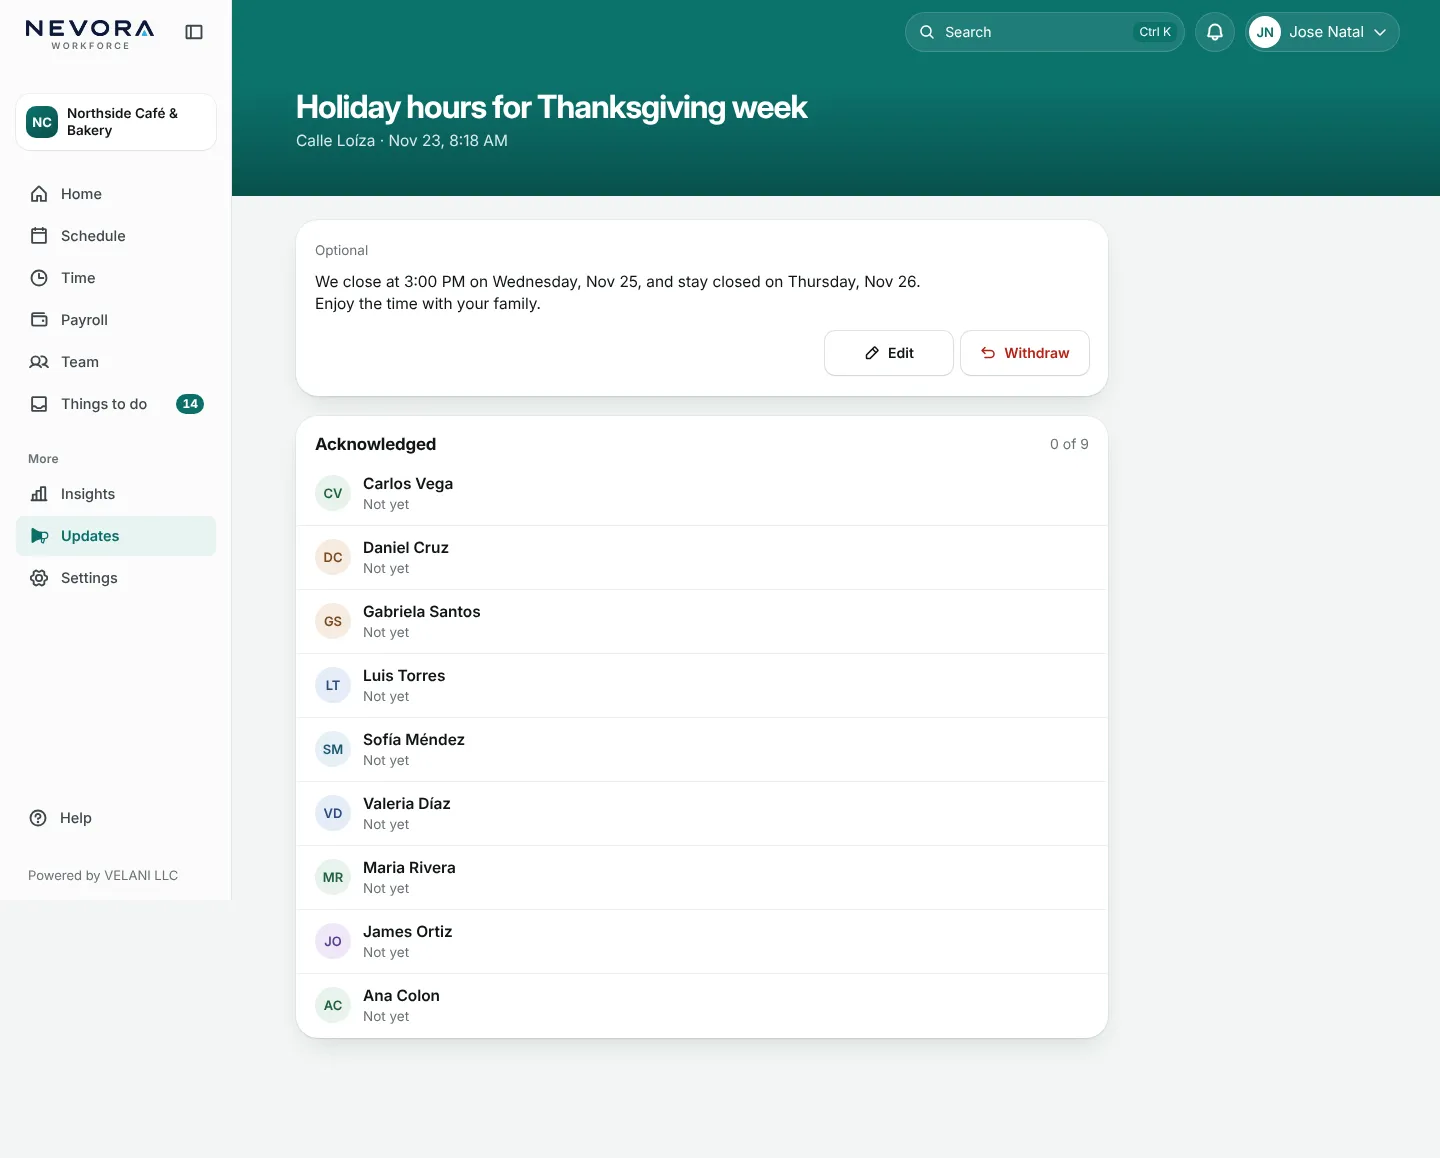 NEVORA
WORKFORCE
Search
Ctrl K
JN
Jose Natal
NC
Northside Café &
Bakery
Home
Schedule
Time
Payroll
Team
Things to do
14
More
Insights
Updates
Settings
Help
Powered by VELANI LLC
Holiday hours for Thanksgiving week
Calle Loíza · Nov 23, 8:18 AM
Optional
We close at 3:00 PM on Wednesday, Nov 25, and stay closed on Thursday, Nov 26.
Enjoy the time with your family.
Edit
Withdraw
Acknowledged
0 of 9
CV
Carlos Vega
Not yet
DC
Daniel Cruz
Not yet
GS
Gabriela Santos
Not yet
LT
Luis Torres
Not yet
SM
Sofía Méndez
Not yet
VD
Valeria Díaz
Not yet
MR
Maria Rivera
Not yet
JO
James Ortiz
Not yet
AC
Ana Colon
Not yet